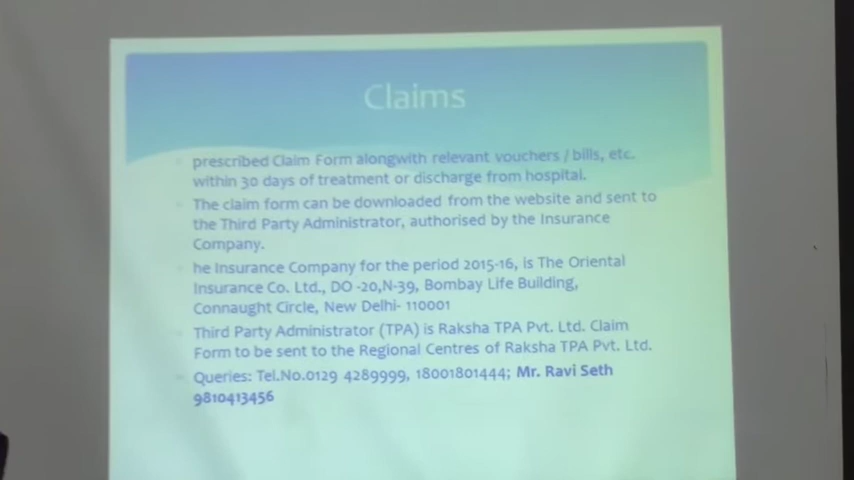 Claims
prescribed Claim Form alongwith relevant vouchers / bills, etc.
within 30 days of treatment or discharge from hospital.
The claim form can be downloaded from the website and sent to
the Third Party Administrator, authorised by the Insurance
Company.
he Insurance Company for the period 2015-16, is The Oriental
Insurance Co. Ltd., DO -20,N-39, Bombay Life Building,
Connaught Circle, New Delhi- 110001
Third Party Administrator (TPA) is Raksha TPA Pvt. Ltd. Claim
Form to be sent to the Regional Centres of Raksha TPA Pvt. Ltd.
Queries: Tel.No.0129 4289999, 18001801444; Mr. Ravi Seth
9810413456